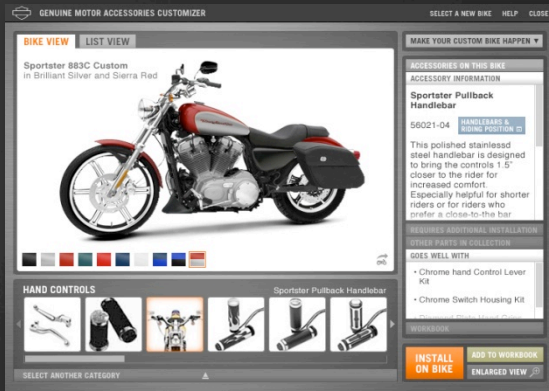 GENUINE MOTOR ACCESSORIES CUSTOMIZER
SELECT A NEW BIKE HELP CLOSE
BIKE VIEW LIST VIEW
Sportster 883C Custom
in Brilliant Silver and Sierra Red
HAND CONTROLS
Sportster Pullback Handlebar
SELECT ANOTHER CATEGORY
MAKE YOUR CUSTOM BIKE HAPPEN
ACCESSORIES ON THIS BIKE
ACCESSORY INFORMATION
Sportster Pullback
Handlebar
56021-04
HANDLEBARS &
RIDING POSITION
This polished stainlessd
steel handlebar is designed
to bring the controls 1.5"
closer to the rider for
increased comfort.
Especially helpful for shorter
riders or for riders who
prefer a close-to-the bar
REQUIRES ADDITIONAL INSTALLATION
OTHER PARTS IN COLLECTION
GOES WELL WITH
• Chrome hand Control Lever
Kit
• Chrome Switch Housing Kit
WORKBOOK
INSTALL
ON BIKE
ADD TO WORKBOOK
ENLARGED VIEW